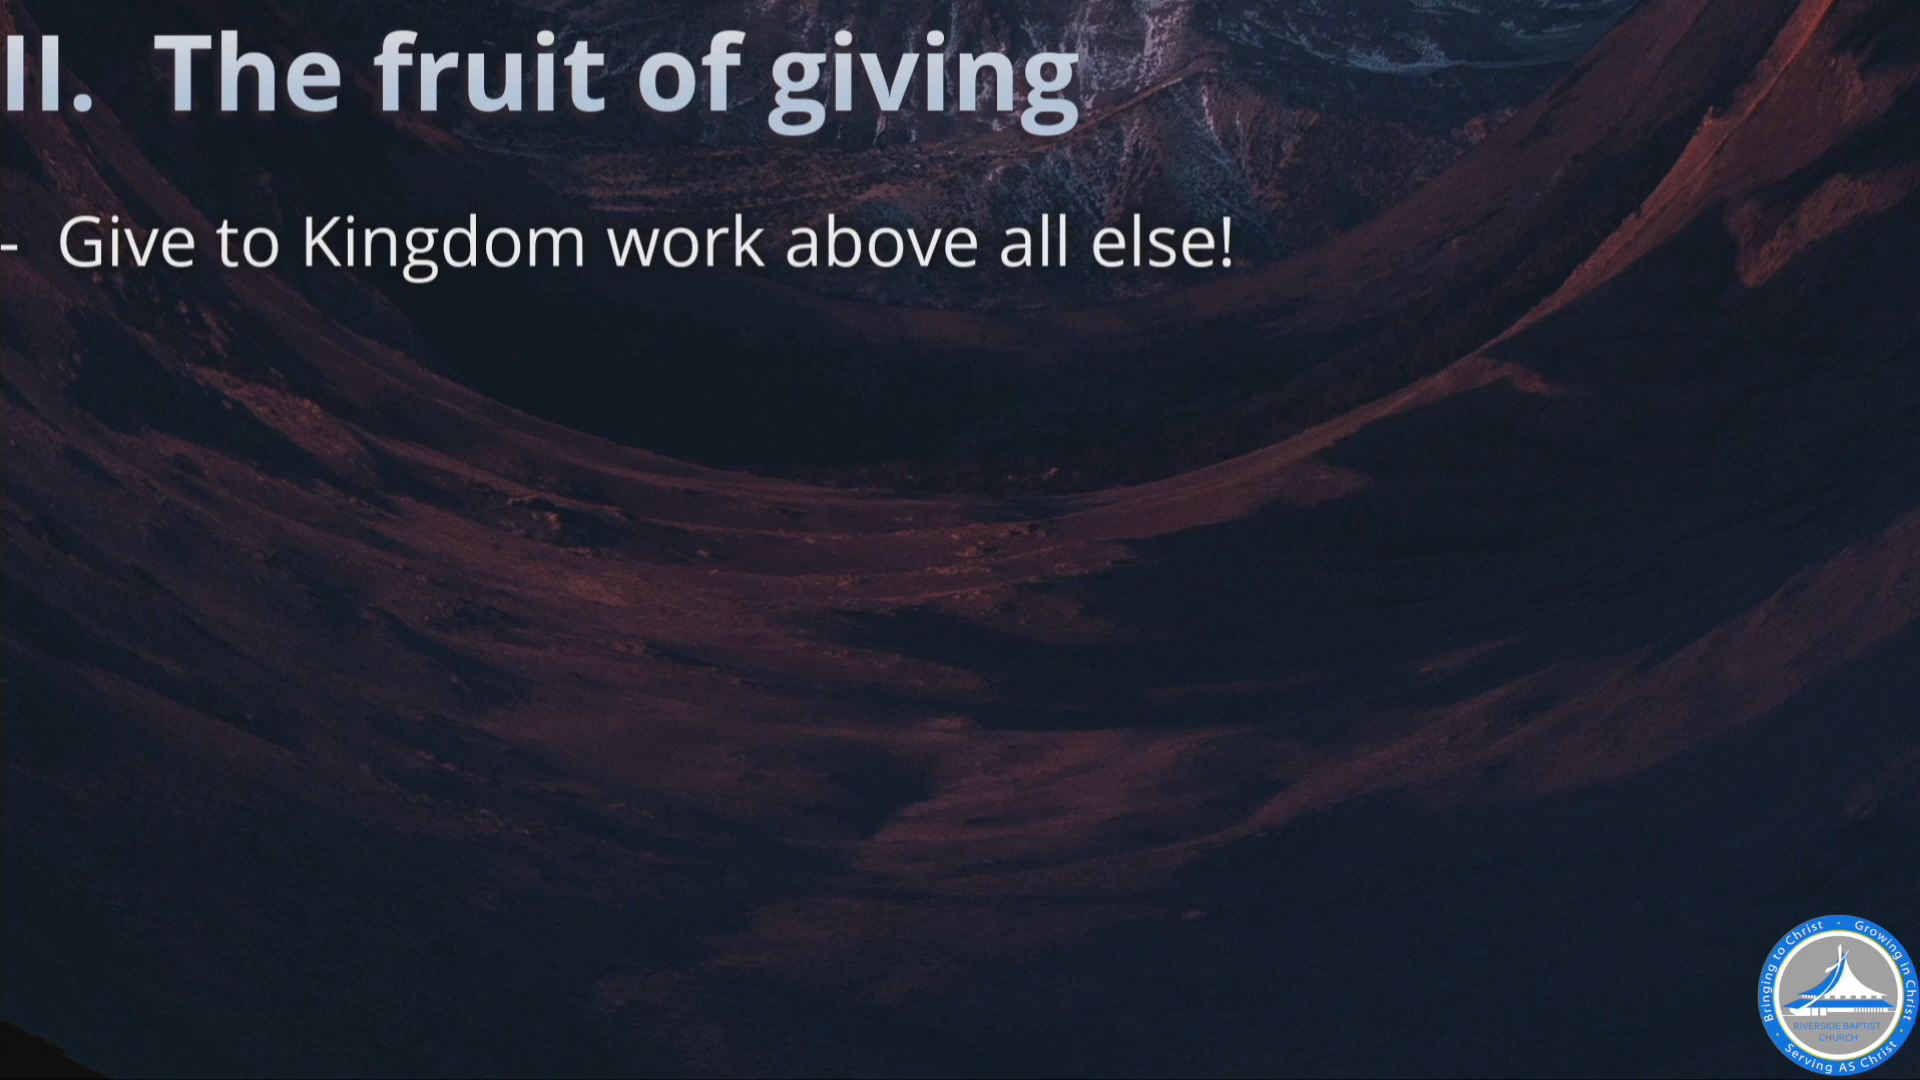 II. The fruit of giving
- Give to Kingdom work above all else!
Bringing to Christ · Growing in Christ · Serving AS Christ ·
RIVERSIDE BAPTIST
CHURCH